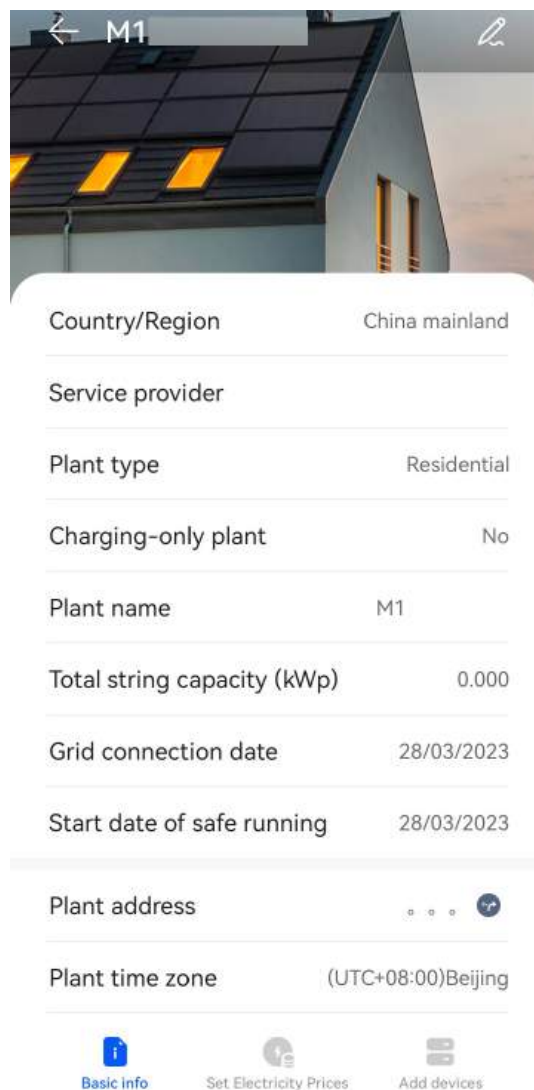 M1
Country/Region China mainland
Service provider
Plant type Residential
Charging-only plant No
Plant name M1
Total string capacity (kWp) 0.000
Grid connection date 28/03/2023
Start date of safe running 28/03/2023
Plant address 。。。
Plant time zone (UTC+08:00)Beijing
Basic info Set Electricity Prices Add devices